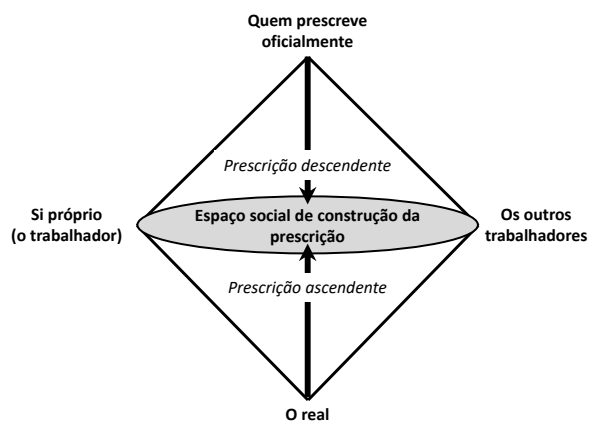 Quem prescreve
oficialmente
Prescrição descendente
Si próprio
(o trabalhador)
Espaço social de construção da
prescrição
Os outros
trabalhadores
Prescrição ascendente
O real